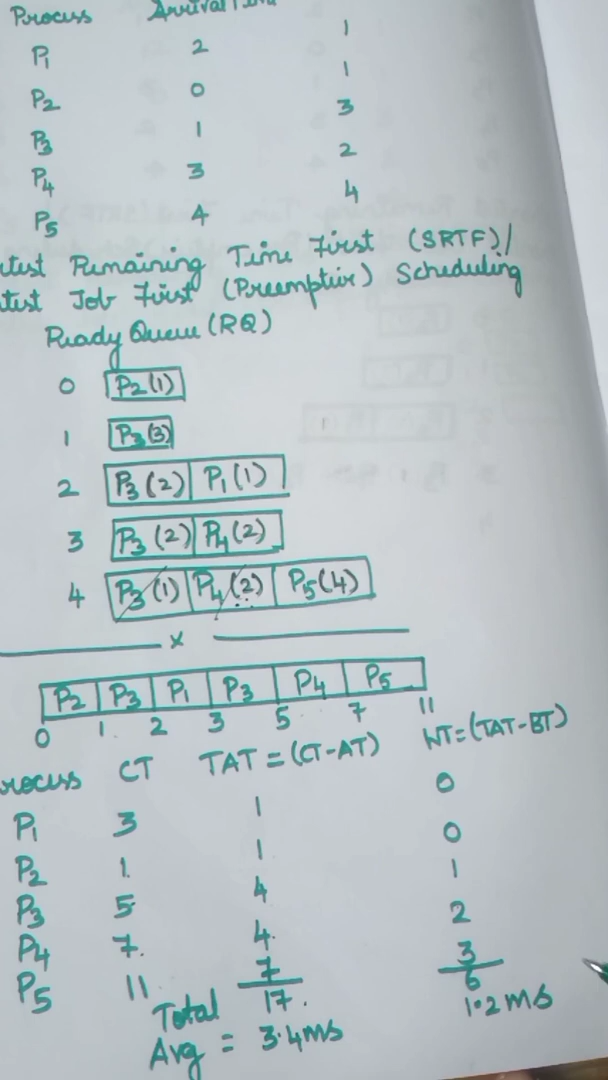 Process Arrival Time
P1 2 1
P2 0 1
P3 1 3
P4 3 2
P5 4 4
Remaining Time First (SRTF)/
Job First (Preemptive) Scheduling
Ready Queue (RQ)
0 P2(1)
1 P3(3)
2 P3(2) P1(1)
3 P3(2) P4(2)
4 P3(1) P4(2) P5(4)
x
P2 P3 P1 P3 P4 P5
0 1 2 3 5 7 11
Process CT TAT=(CT-AT) WT=(TAT-BT)
P1 3 1 0
P2 1 1 0
P3 5 4 1
P4 7 4 2
P5 11 7 3
Total 17 6
Avg = 3.4ms 1.2ms